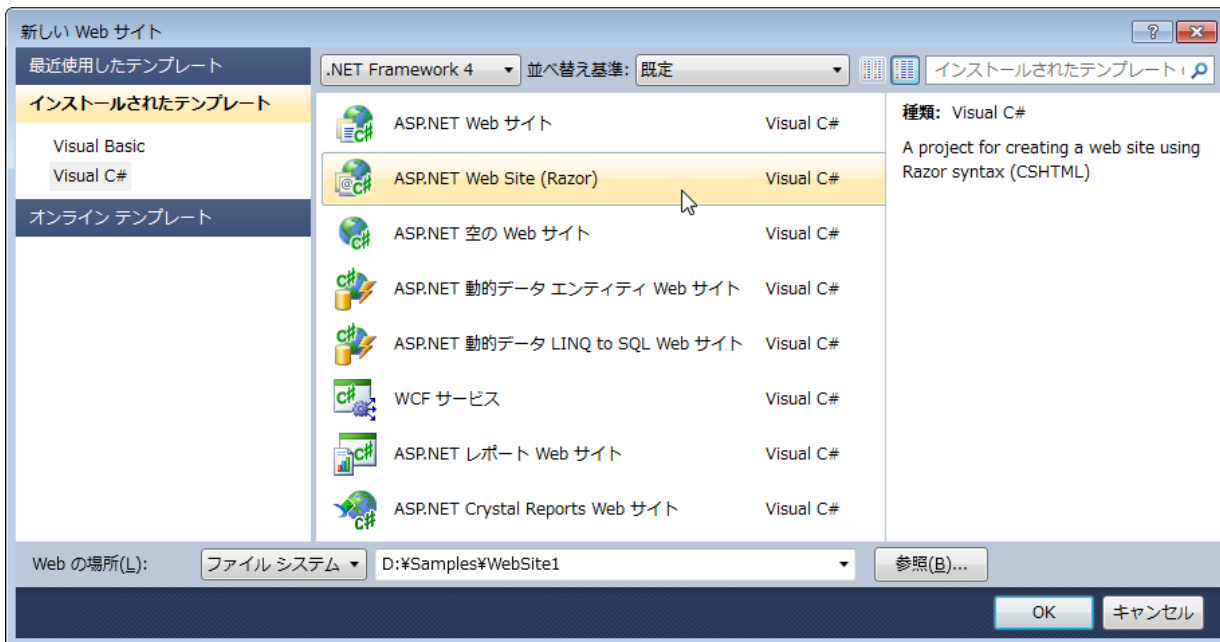 新しい Web サイト
最近使用したテンプレート
インストールされたテンプレート
Visual Basic
Visual C#
オンライン テンプレート
.NET Framework 4 並べ替え基準: 既定
インストールされたテンプレート
ASP.NET Web サイト Visual C#
ASP.NET Web Site (Razor) Visual C#
ASP.NET 空の Web サイト Visual C#
ASP.NET 動的データ エンティティ Web サイト Visual C#
ASP.NET 動的データ LINQ to SQL Web サイト Visual C#
WCF サービス Visual C#
ASP.NET レポート Web サイト Visual C#
ASP.NET Crystal Reports Web サイト Visual C#
種類: Visual C#
A project for creating a web site using
Razor syntax (CSHTML)
Web の場所(L): ファイル システム D:¥Samples¥WebSite1 参照(B)...
OK キャンセル